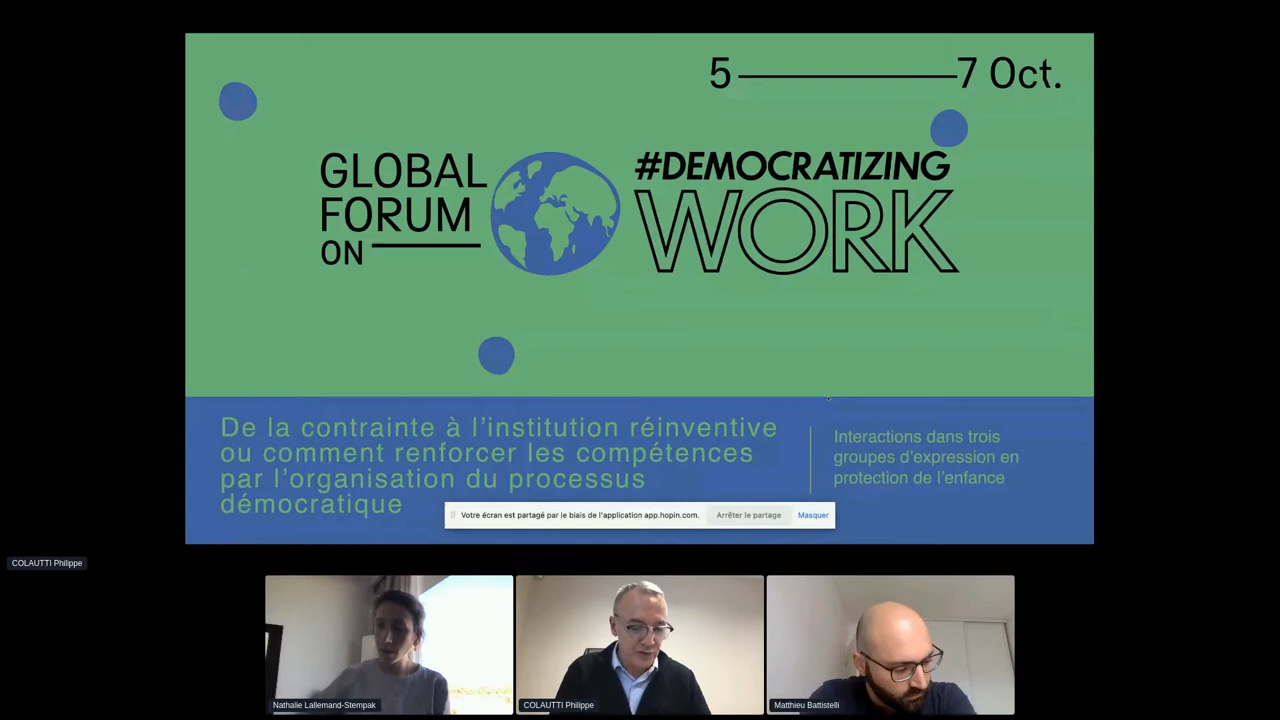 5 7 Oct.
GLOBAL
FORUM
ON
#DEMOCRATIZING
WORK
De la contrainte à l'institution réinventive
ou comment renforcer les compétences
par l'organisation du processus
démocratique
Interactions dans trois
groupes d'expression en
protection de l'enfance
Votre écran est partagé par le biais de l'application app.hopin.com.
Arrêter le partage
Masquer
COLAUTTI Philippe
Nathalie Lallemand-Stempak
COLAUTTI Philippe
Matthieu Battistelli